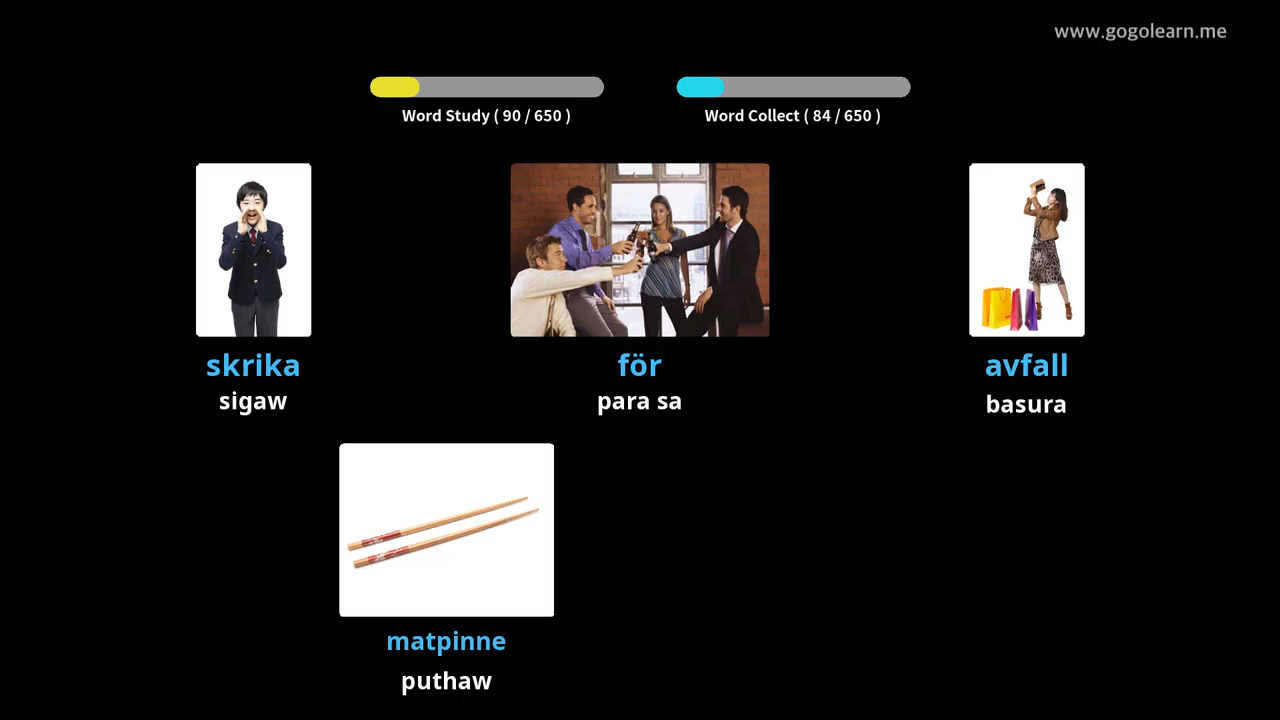 www.gogolearn.me
Word Study ( 90 / 650 )
Word Collect ( 84 / 650 )
skrika
sigaw
för
para sa
avfall
basura
matpinne
puthaw